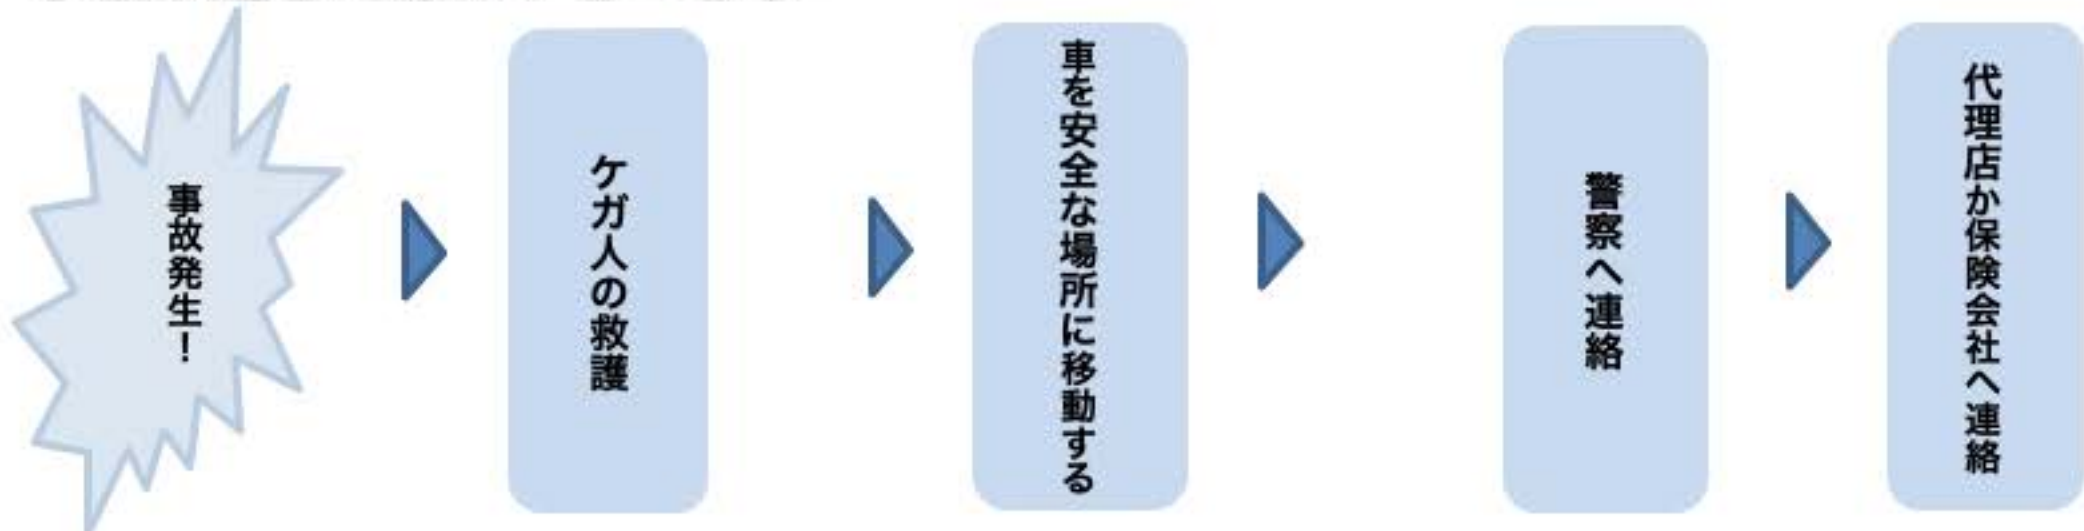 事故発生！
ケガ人の救護
車を安全な場所に移動する
警察へ連絡
代理店か保険会社へ連絡